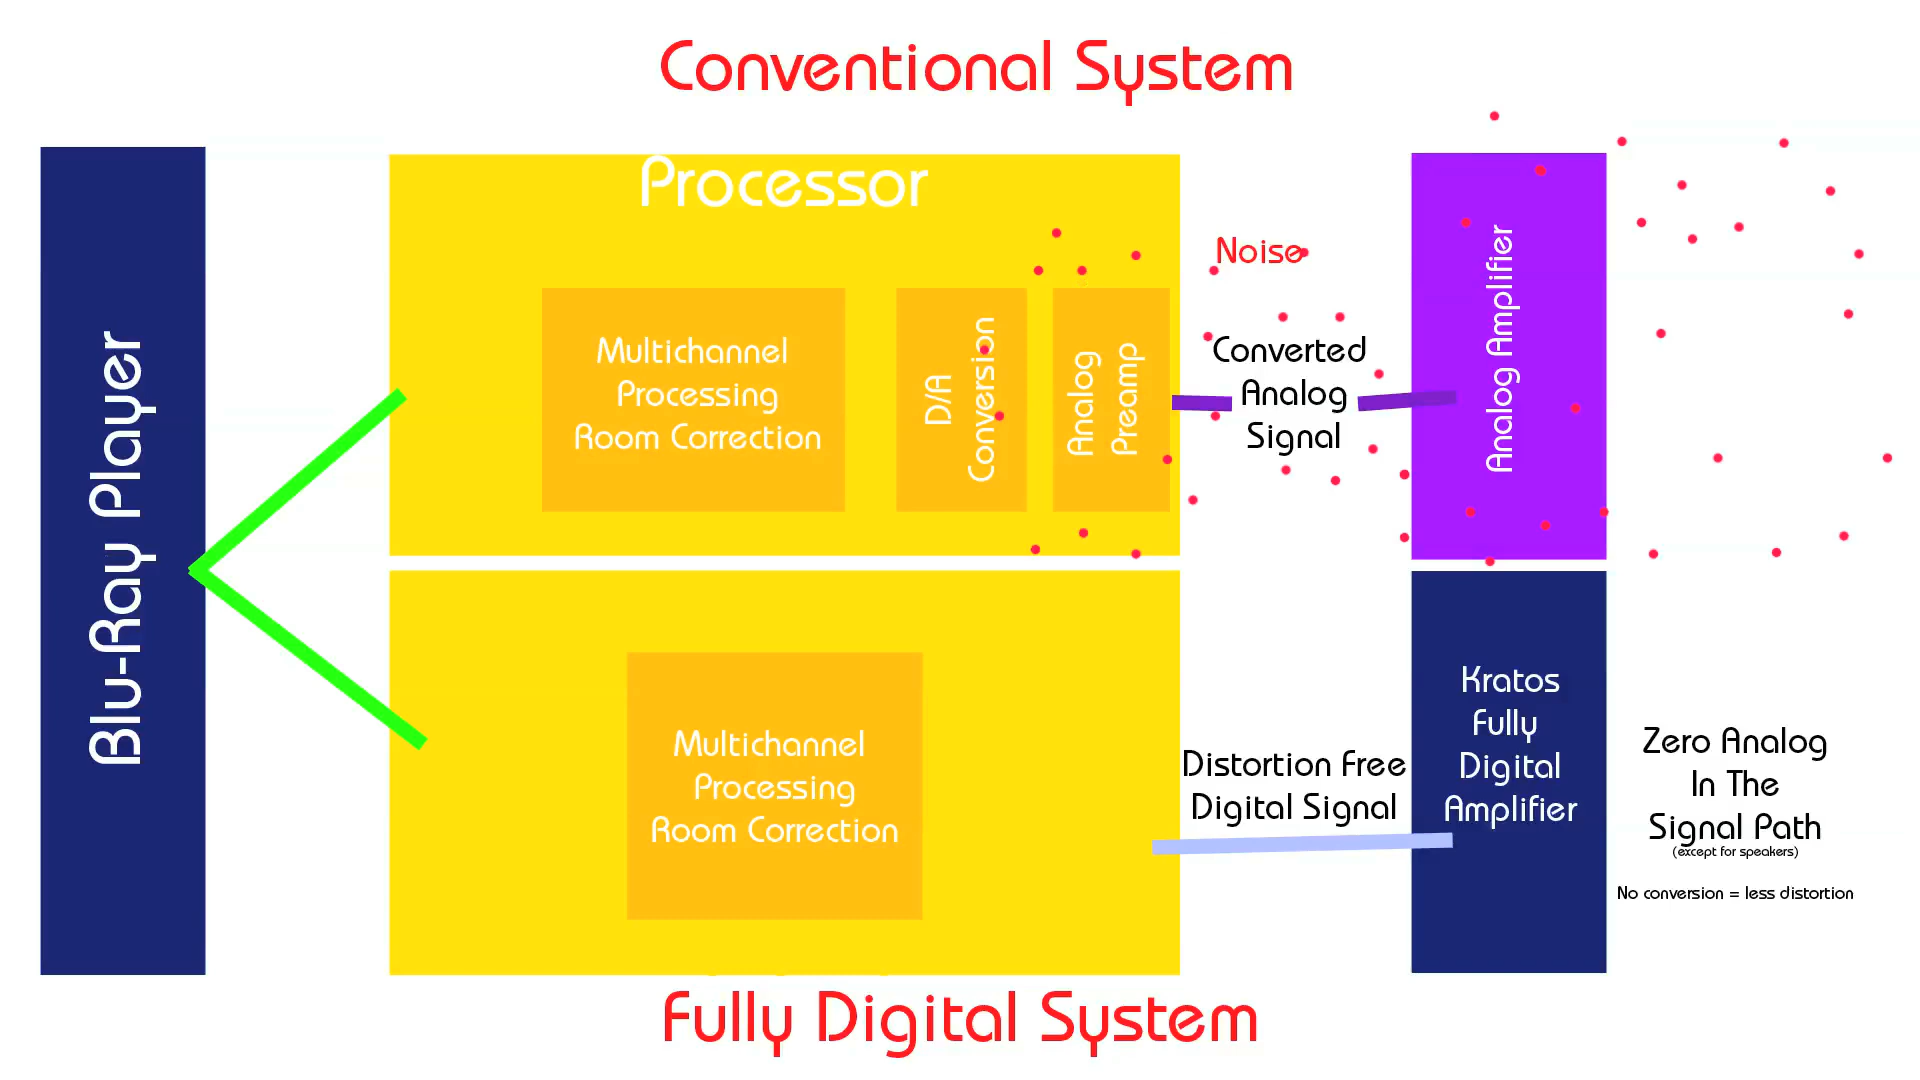 Conventional System
Blu-Ray Player
Processor
Multichannel
Processing
Room Correction
D/A
Conversion
Analog
Preamp
Noise
Converted
Analog
Signal
Analog Amplifier
Multichannel
Processing
Room Correction
Distortion Free
Digital Signal
Kratos
Fully
Digital
Amplifier
Zero Analog
In The
Signal Path
(except for speakers)
No conversion = less distortion
Fully Digital System